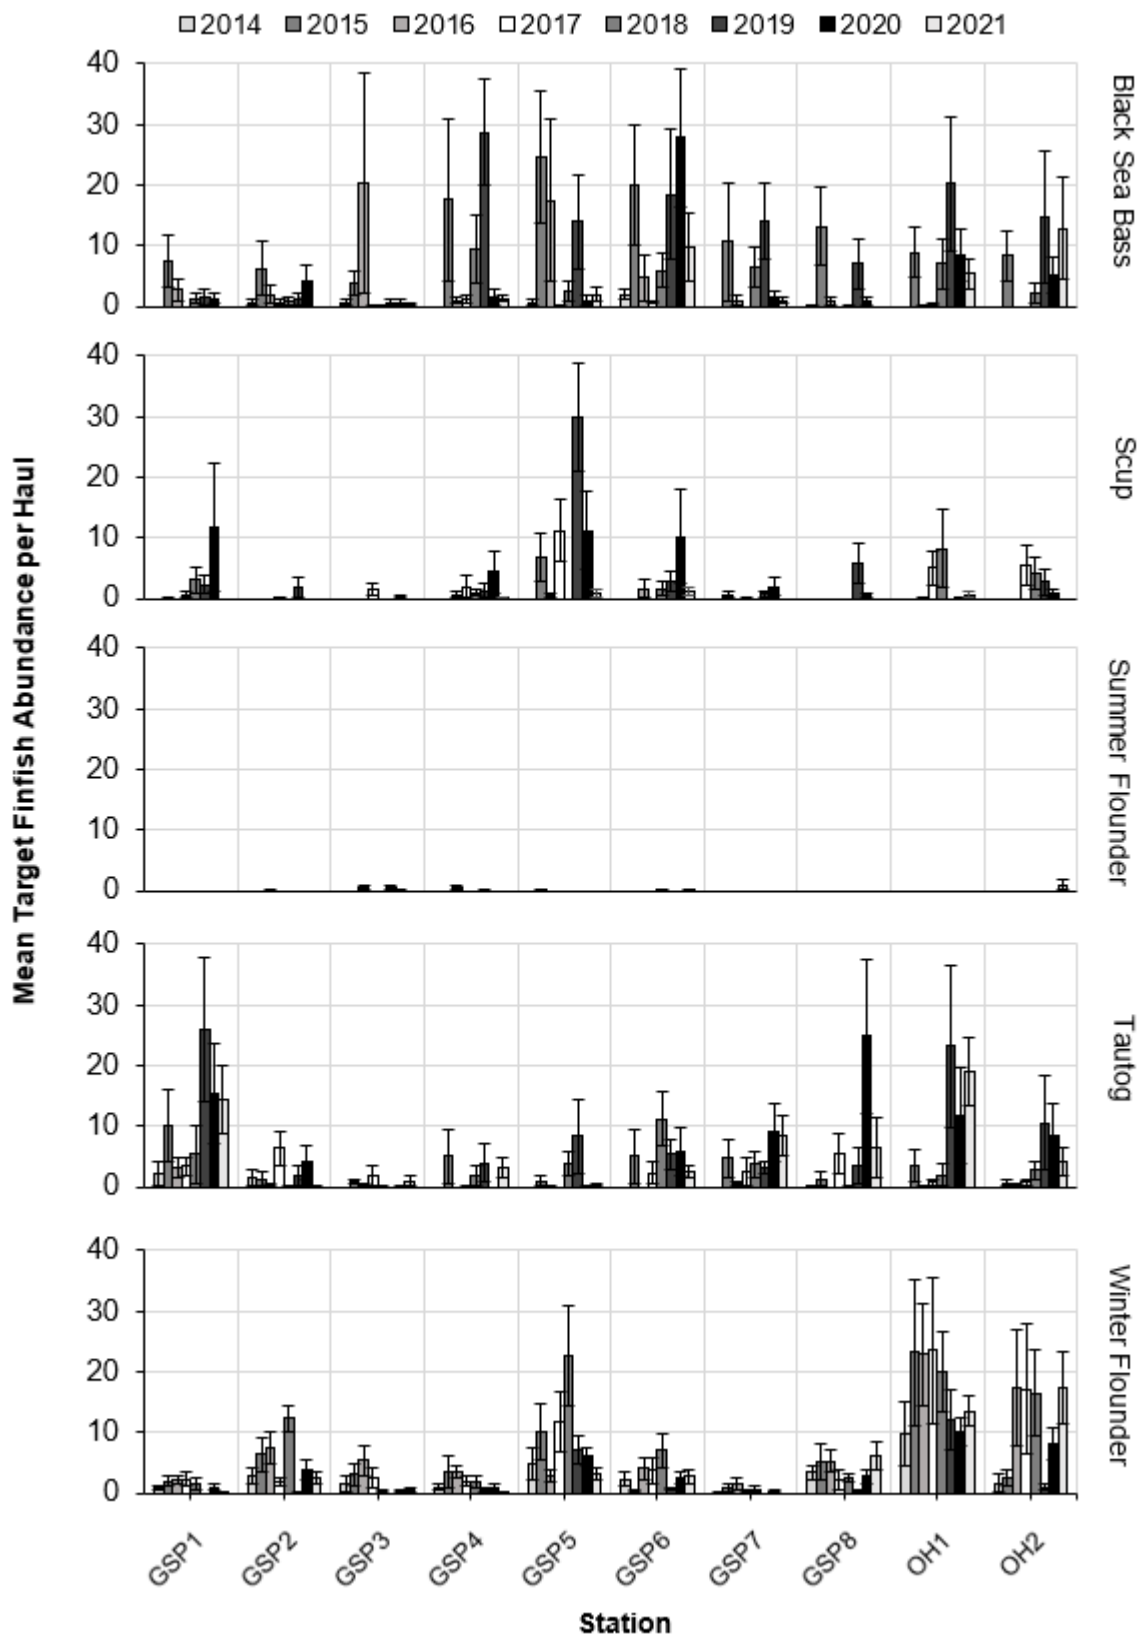 2014 2015 2016 2017 2018 2019 2020 2021
40
30
20
10
0
Black Sea Bass
40
30
20
10
0
Scup
40
30
20
10
0
Summer Flounder
40
30
20
10
0
Tautog
40
30
20
10
0
Winter Flounder
Mean Target Finfish Abundance per Haul
GSP1 GSP2 GSP3 GSP4 GSP5 GSP6 GSP7 GSP8 OH1 OH2
Station